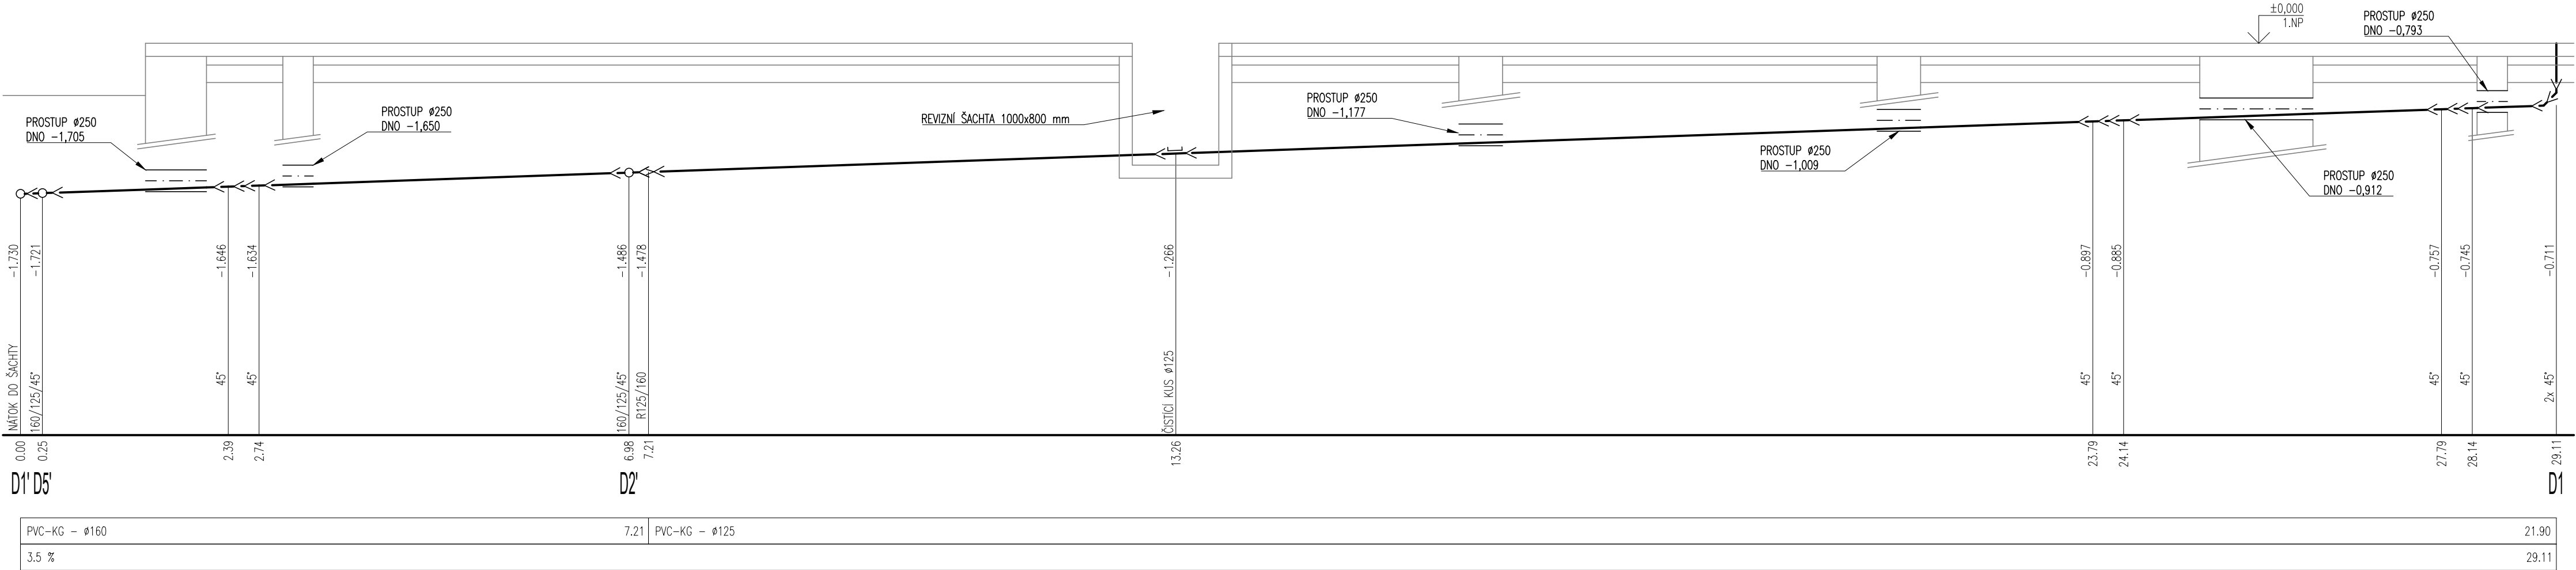 ±0,000
1.NP
PROSTUP ø250
DNO -0,793
PROSTUP ø250
DNO -1,705
PROSTUP ø250
DNO -1,650
REVIZNÍ ŠACHTA 1000x800 mm
PROSTUP ø250
DNO -1,177
PROSTUP ø250
DNO -1,009
PROSTUP ø250
DNO -0,912
-1.730
-1.721
-1.646
-1.634
-1.486
-1.478
-1.266
-0.897
-0.885
-0.757
-0.745
-0.711
NÁTOK DO ŠACHTY
160/125/45°
45°
45°
160/125/45°
R125/160
ČISTÍCÍ KUS ø125
45°
45°
45°
45°
2x 45°
0.00
0.25
2.39
2.74
6.98
7.21
13.26
23.79
24.14
27.79
28.14
29.11
D1' D5'
D2'
D1
PVC-KG - ø160
7.21
PVC-KG - ø125
21.90
3.5 %
29.11